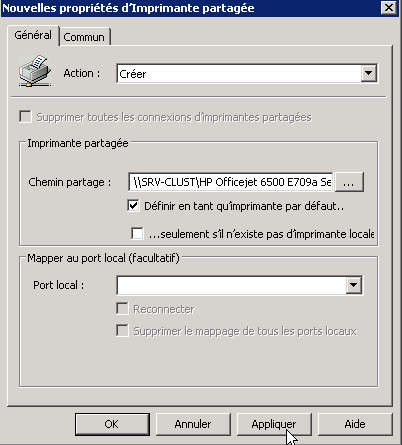 Nouvelles propriétés d'Imprimante partagée
Général
Commun
Action :
Créer
Supprimer toutes les connexions d'imprimantes partagées
Imprimante partagée
Chemin partage :
\\SRV-CLUST\HP Officejet 6500 E709a Se
...
Définir en tant qu'imprimante par défaut..
...seulement s'il n'existe pas d'imprimante locale
Mapper au port local (facultatif)
Port local :
Reconnecter
Supprimer le mappage de tous les ports locaux
OK
Annuler
Appliquer
Aide